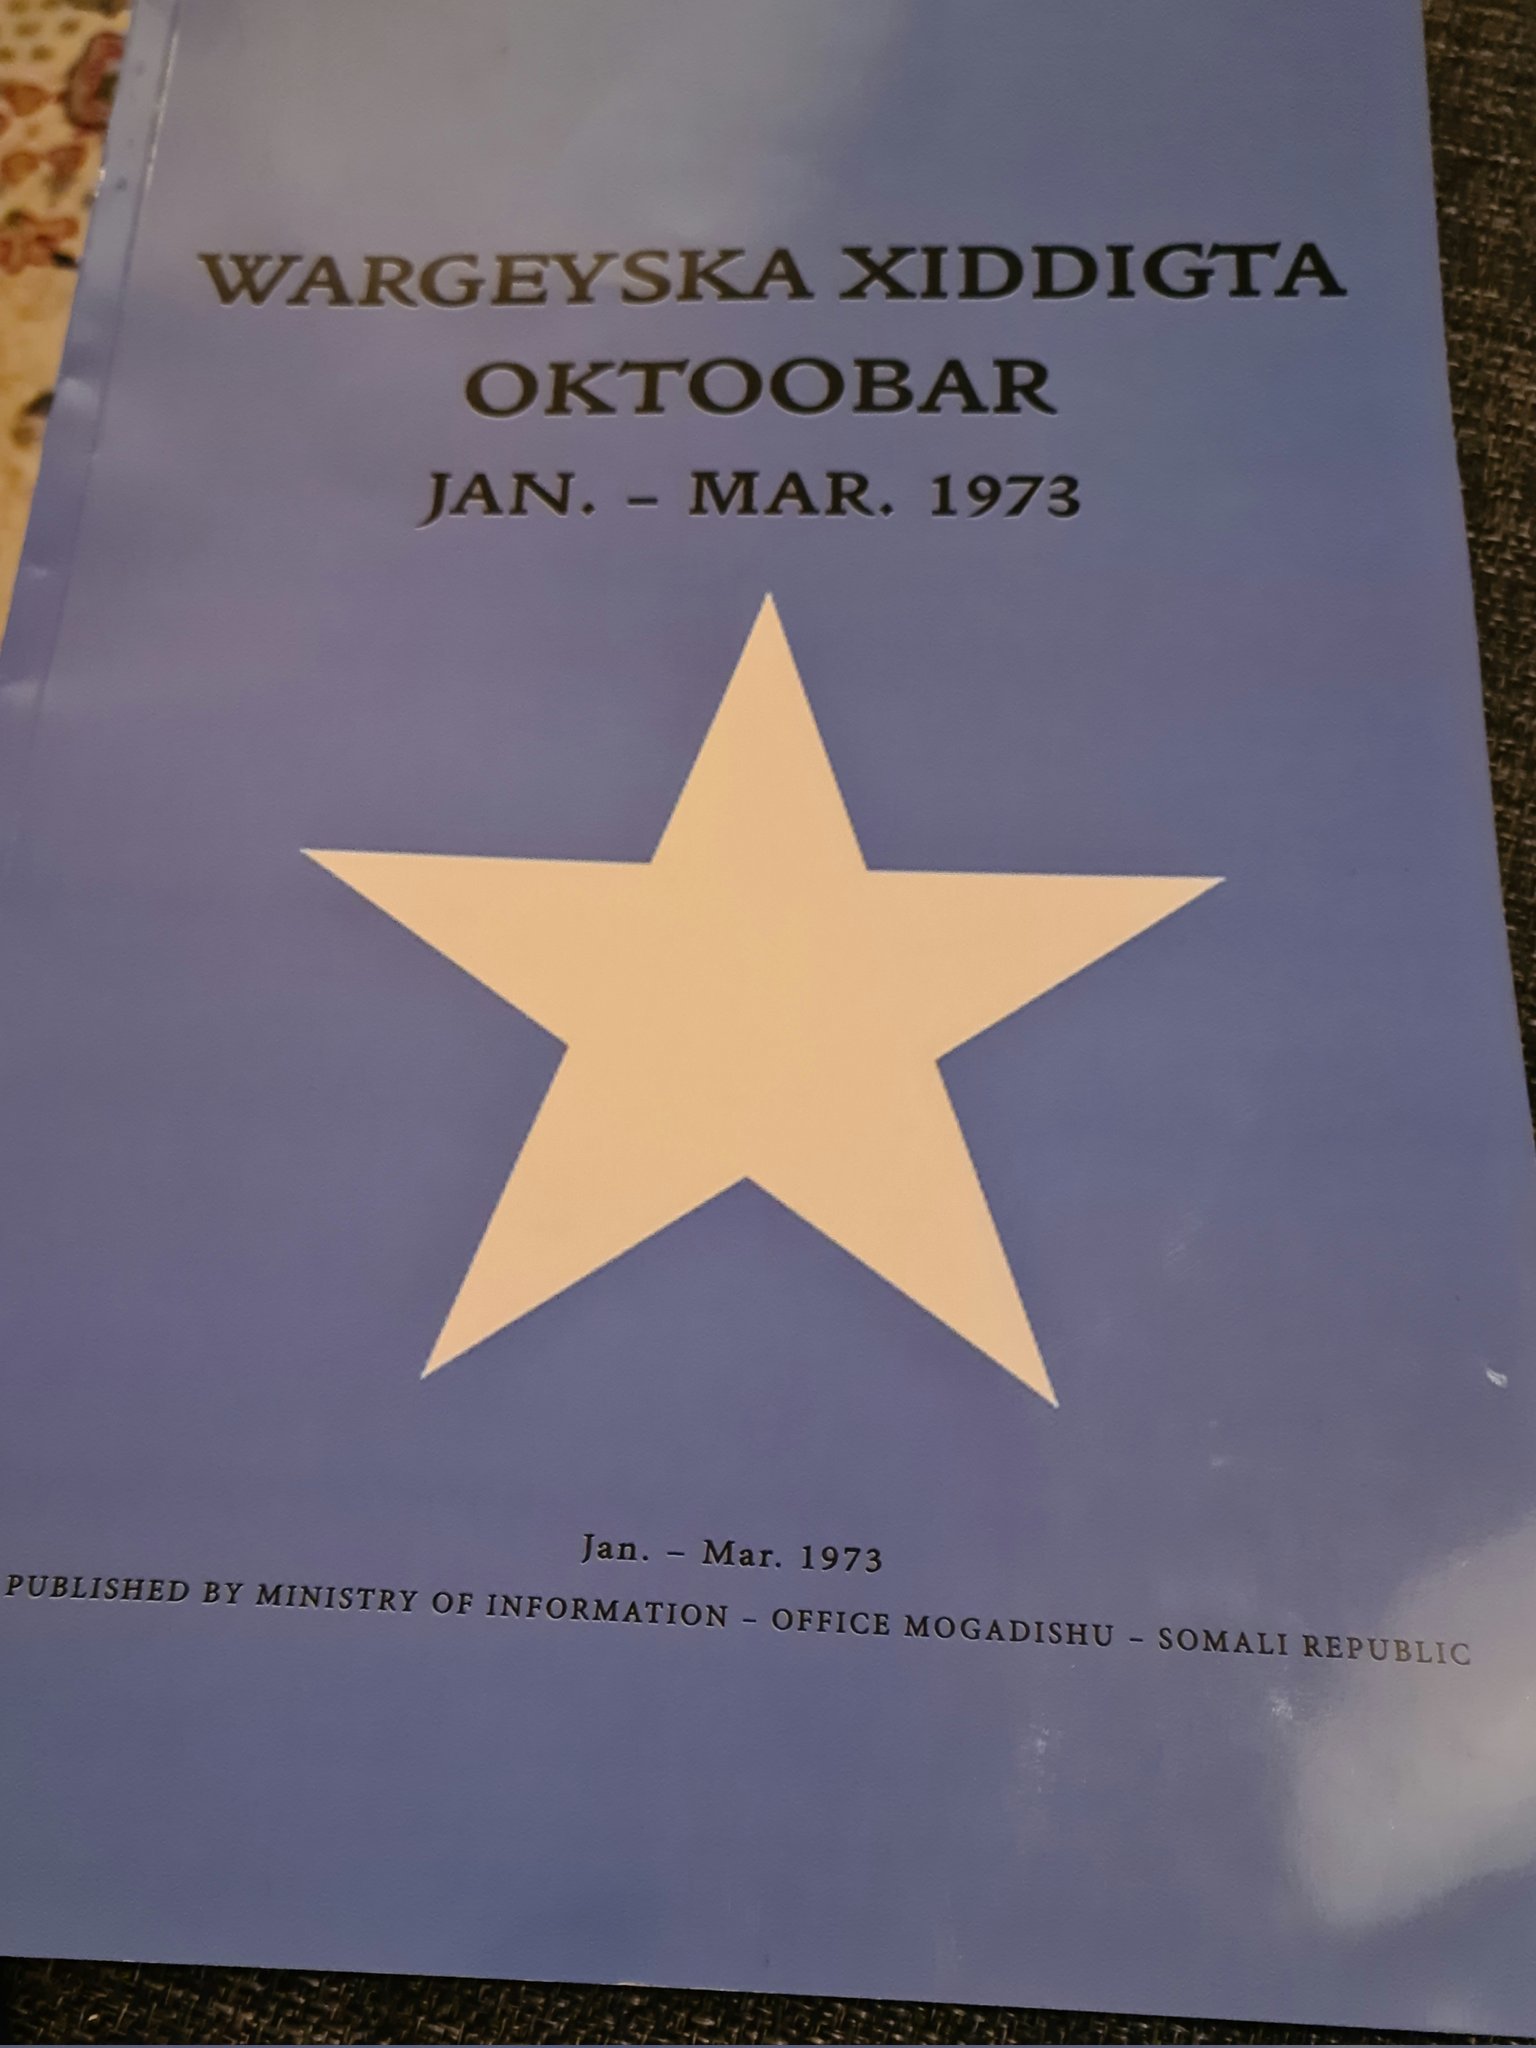 WARGEYSKA XIDDIGTA
OKTOOBAR
JAN. – MAR. 1973
Jan. – Mar. 1973
PUBLISHED BY MINISTRY OF INFORMATION – OFFICE MOGADISHU – SOMALI REPUBLIC